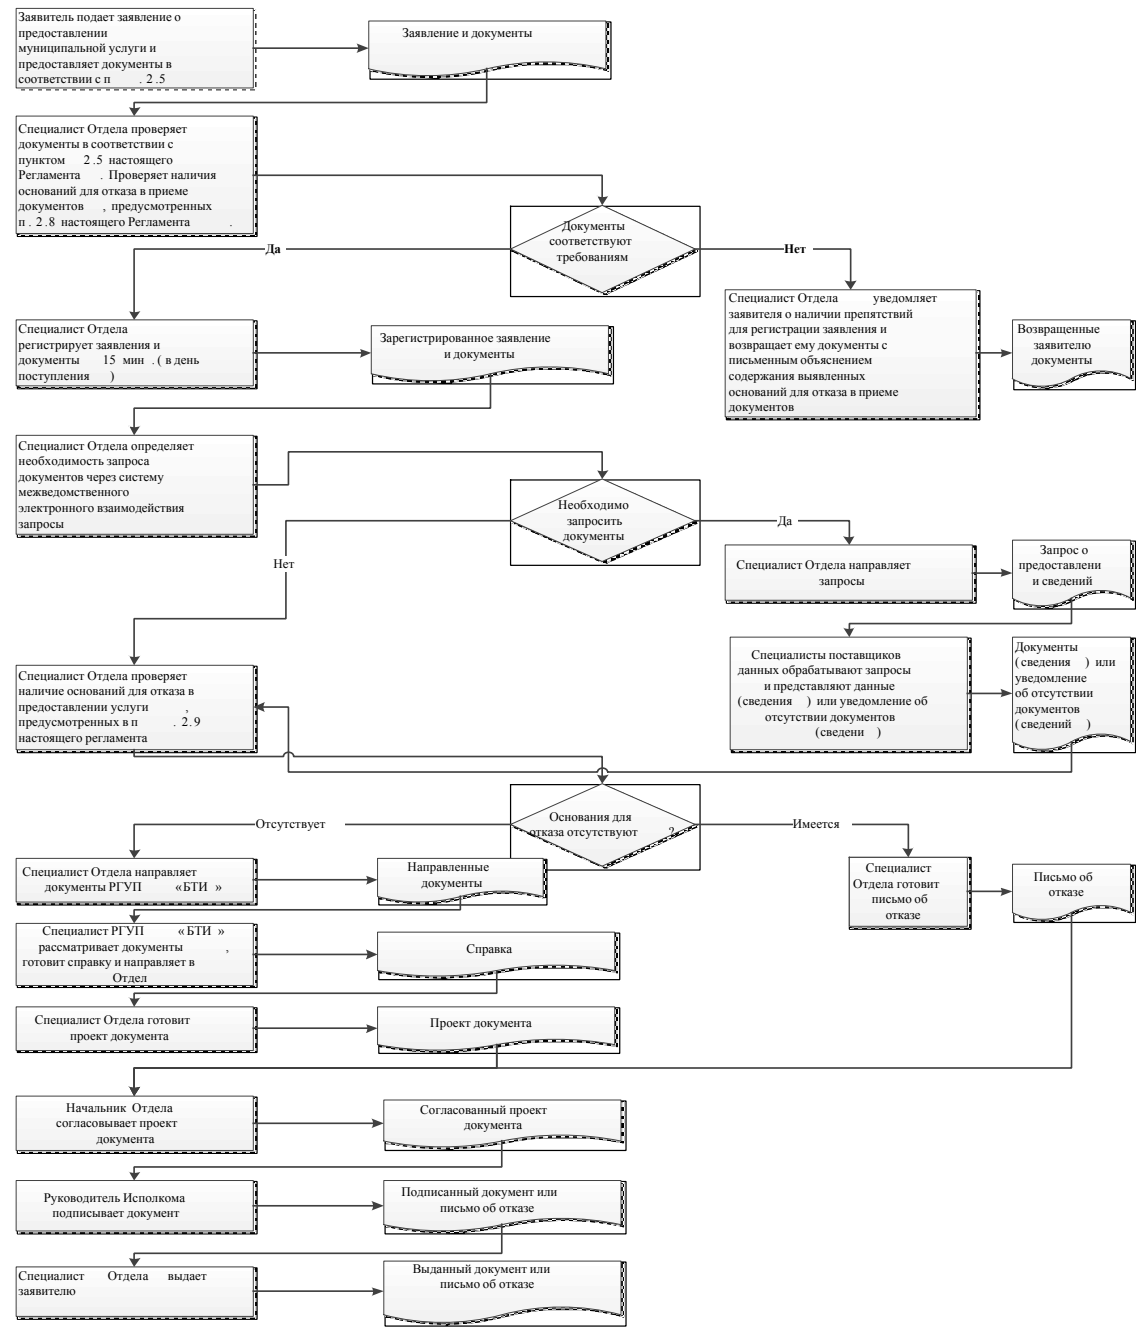 Заявитель подает заявление о
предоставлении
муниципальной услуги и
предоставляет документы в
соответствии с п . 2.5
Заявление и документы
Специалист Отдела проверяет
документы в соответствии с
пунктом 2.5 настоящего
Регламента . Проверяет наличия
оснований для отказа в приеме
документов , предусмотренных
п . 2.8 настоящего Регламента .
Документы
соответствуют
требованиям
Да
Нет
Специалист Отдела
регистрирует заявления и
документы 15 мин . ( в день
поступления )
Зарегистрированное заявление
и документы
Специалист Отдела уведомляет
заявителя о наличии препятствий
для регистрации заявления и
возвращает ему документы с
письменным объяснением
содержания выявленных
оснований для отказа в приеме
документов
Возвращенные
заявителю
документы
Специалист Отдела определяет
необходимость запроса
документов через систему
межведомственного
электронного взаимодействия
запросы
Необходимо
запросить
документы
Нет
Да
Специалист Отдела направляет
запросы
Запрос о
предоставлени
и сведений
Специалисты поставщиков
данных обрабатывают запросы
и представляют данные
(сведения ) или уведомление об
отсутствии документов
(сведени )
Документы
(сведения ) или
уведомление
об отсутствии
документов
(сведений )
Специалист Отдела проверяет
наличие оснований для отказа в
предоставлении услуги ,
предусмотренных в п . 2.9
настоящего регламента
Основания для
отказа отсутствуют ?
Отсутствует
Имеется
Специалист Отдела направляет
документы РГУП «БТИ »
Направленные
документы
Специалист
Отдела готовит
письмо об
отказе
Письмо об
отказе
Специалист РГУП «БТИ »
рассматривает документы ,
готовит справку и направляет в
Отдел
Справка
Специалист Отдела готовит
проект документа
Проект документа
Начальник Отдела
согласовывает проект
документа
Согласованный проект
документа
Руководитель Исполкома
подписывает документ
Подписанный документ или
письмо об отказе
Специалист Отдела выдает
заявителю
Выданный документ или
письмо об отказе